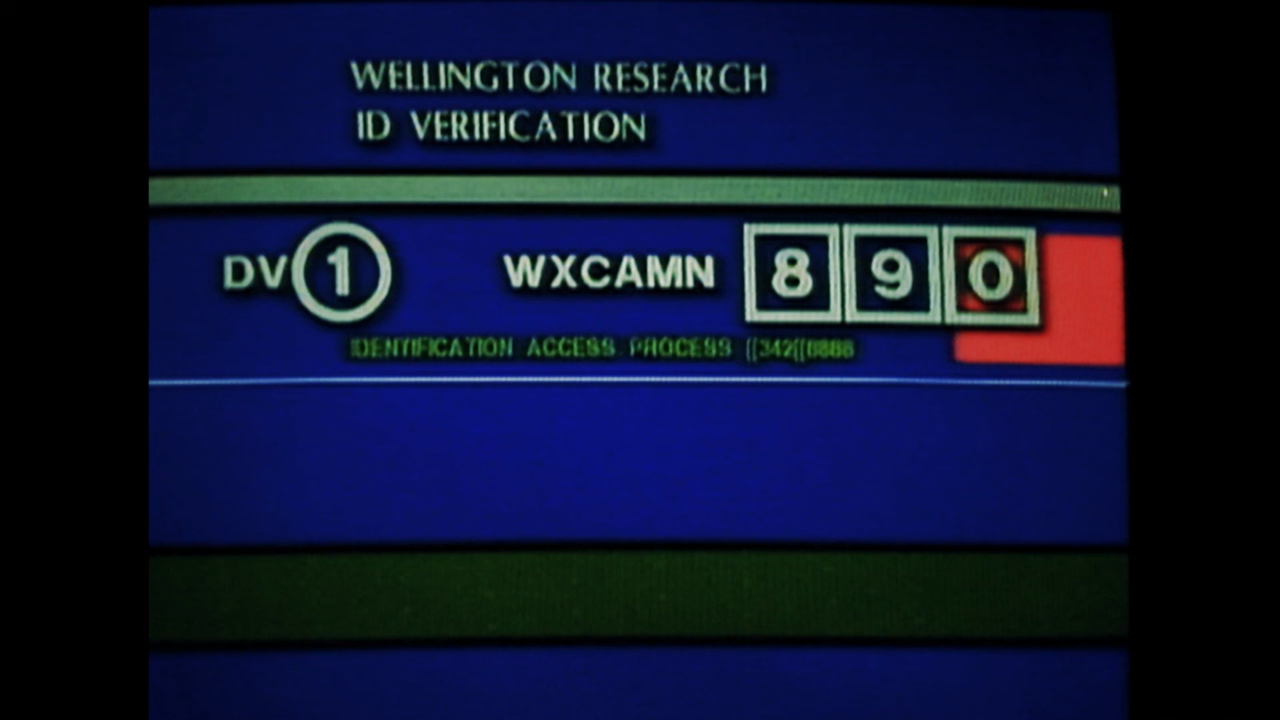 WELLINGTON RESEARCH
ID VERIFICATION
DV 1 WXCAMN 8 9 0
IDENTIFICATION ACCESS PROCESS